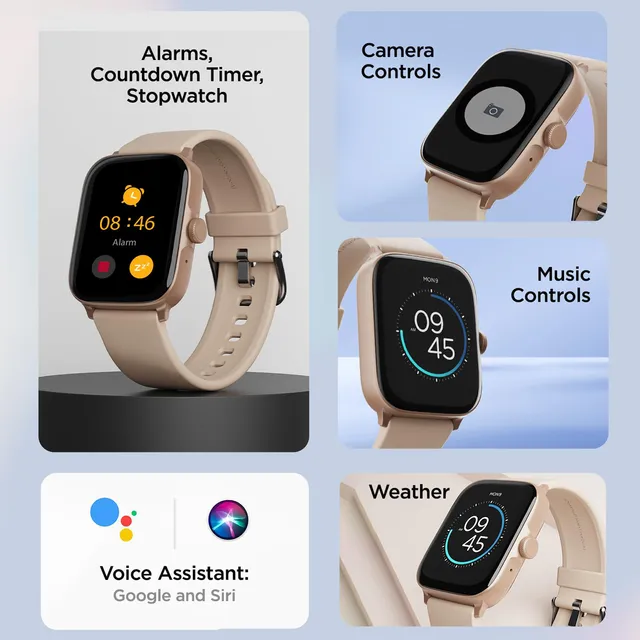 Alarms,
Countdown Timer,
Stopwatch
08:46
Alarm
zzz
Camera
Controls
MON9
09
45
Music
Controls
Voice Assistant:
Google and Siri
Weather
MON9
09
45